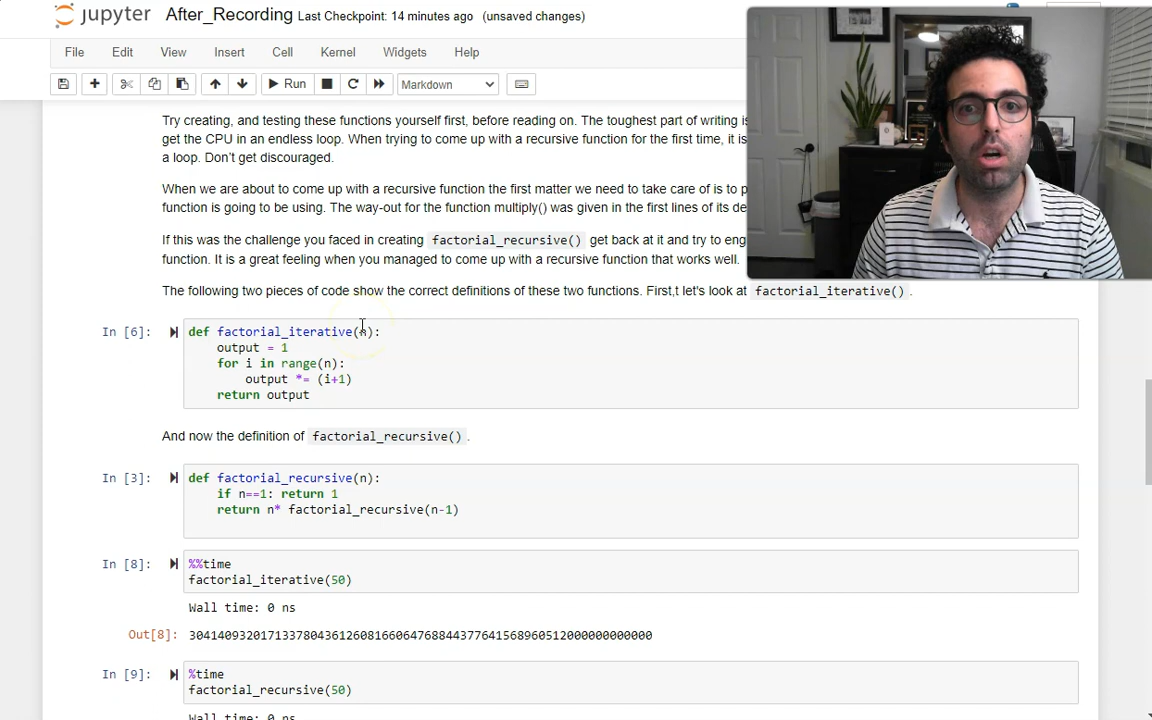 jupyter After_Recording Last Checkpoint: 14 minutes ago (unsaved changes)
File Edit View Insert Cell Kernel Widgets Help
Run Markdown
Try creating, and testing these functions yourself first, before reading on. The toughest part of writing is
get the CPU in an endless loop. When trying to come up with a recursive function for the first time, it is
a loop. Don't get discouraged.
When we are about to come up with a recursive function the first matter we need to take care of is to p
function is going to be using. The way-out for the function multiply() was given in the first lines of its de
If this was the challenge you faced in creating factorial_recursive() get back at it and try to eng
function. It is a great feeling when you managed to come up with a recursive function that works well.
The following two pieces of code show the correct definitions of these two functions. First,t let's look at factorial_iterative() .
In [6]: def factorial_iterative(n):
output = 1
for i in range(n):
output *= (i+1)
return output
And now the definition of factorial_recursive() .
In [3]: def factorial_recursive(n):
if n==1: return 1
return n* factorial_recursive(n-1)
In [8]: %%time
factorial_iterative(50)
Wall time: 0 ns
Out[8]: 30414093201713378043612608166064768844377641568960512000000000000
In [9]: %time
factorial_recursive(50)
Wall time: 0 ns